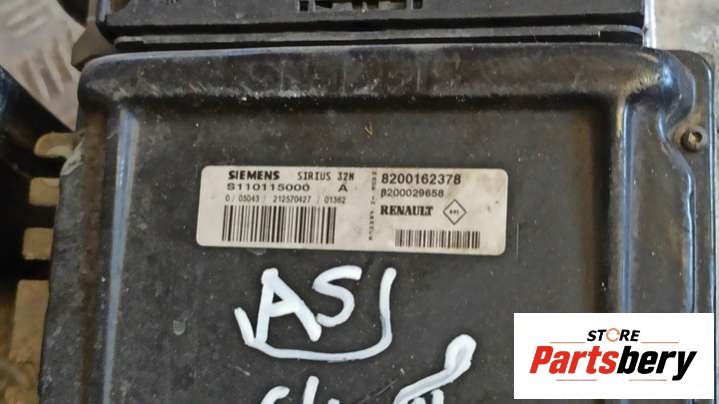 SIEMENS SIRIUS 32N
S110115000 A
0 / 05043 / 212570427 / 01362
8200162378
8200029658
RENAULT
AS
STORE
Partsbery